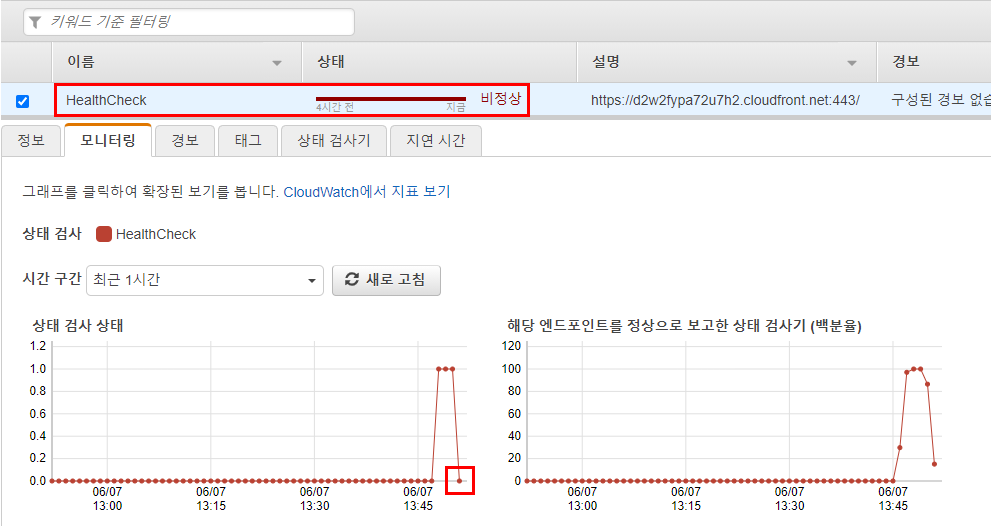 키워드 기준 필터링
이름 상태 설명 경보
HealthCheck 4시간 전 지금 비정상 https://d2w2fypa72u7h2.cloudfront.net:443/ 구성된 경보 없습
정보 모니터링 경보 태그 상태 검사기 지연 시간
그래프를 클릭하여 확장된 보기를 봅니다. CloudWatch에서 지표 보기
상태 검사 HealthCheck
시간 구간 최근 1시간 새로 고침
상태 검사 상태
1.2
1.0
0.8
0.6
0.4
0.2
0.0
06/07 06/07 06/07 06/07
13:00 13:15 13:30 13:45
해당 엔드포인트를 정상으로 보고한 상태 검사기 (백분율)
120
100
80
60
40
20
0
06/07 06/07 06/07 06/07
13:00 13:15 13:30 13:45